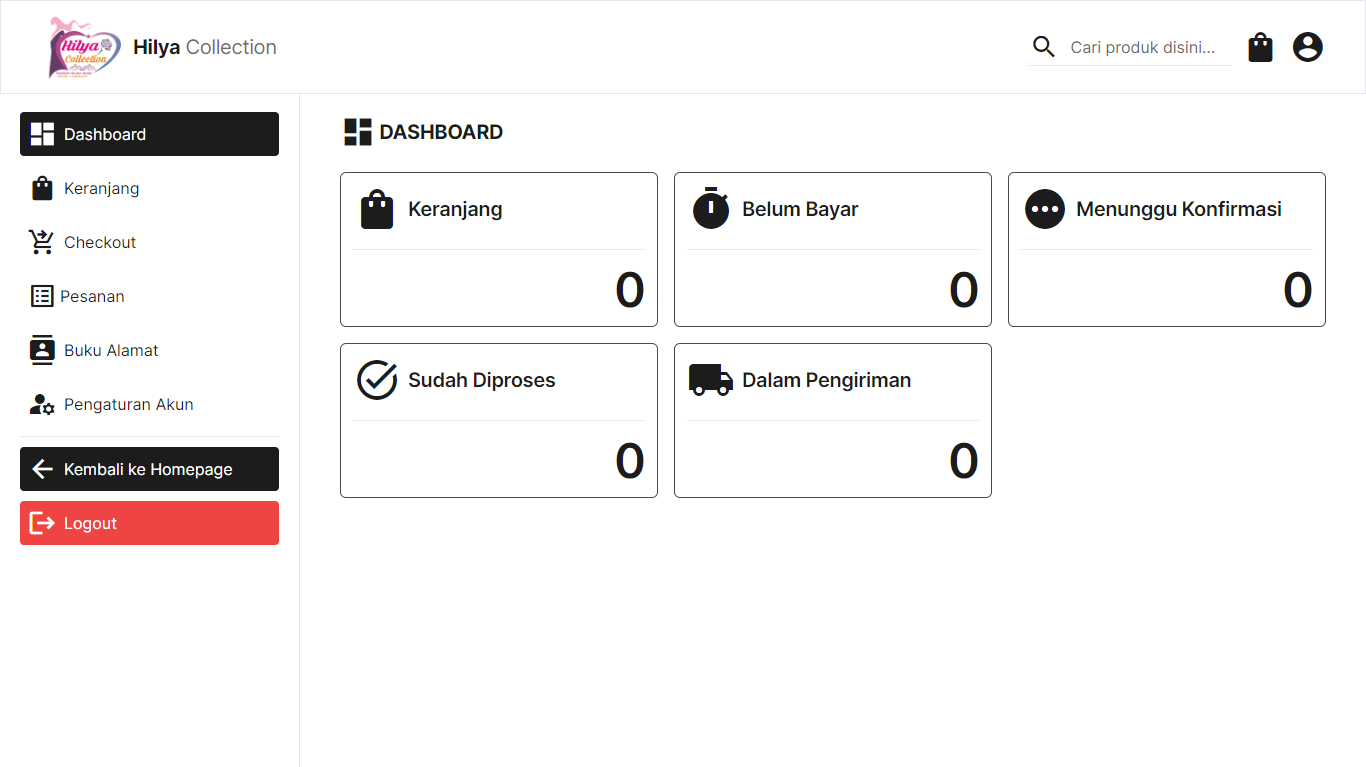 Hilya
Collection
Hilya Collection
Cari produk disini...
Dashboard
Keranjang
Checkout
Pesanan
Buku Alamat
Pengaturan Akun
Kembali ke Homepage
Logout
DASHBOARD
Keranjang
0
Belum Bayar
0
Menunggu Konfirmasi
0
Sudah Diproses
0
Dalam Pengiriman
0